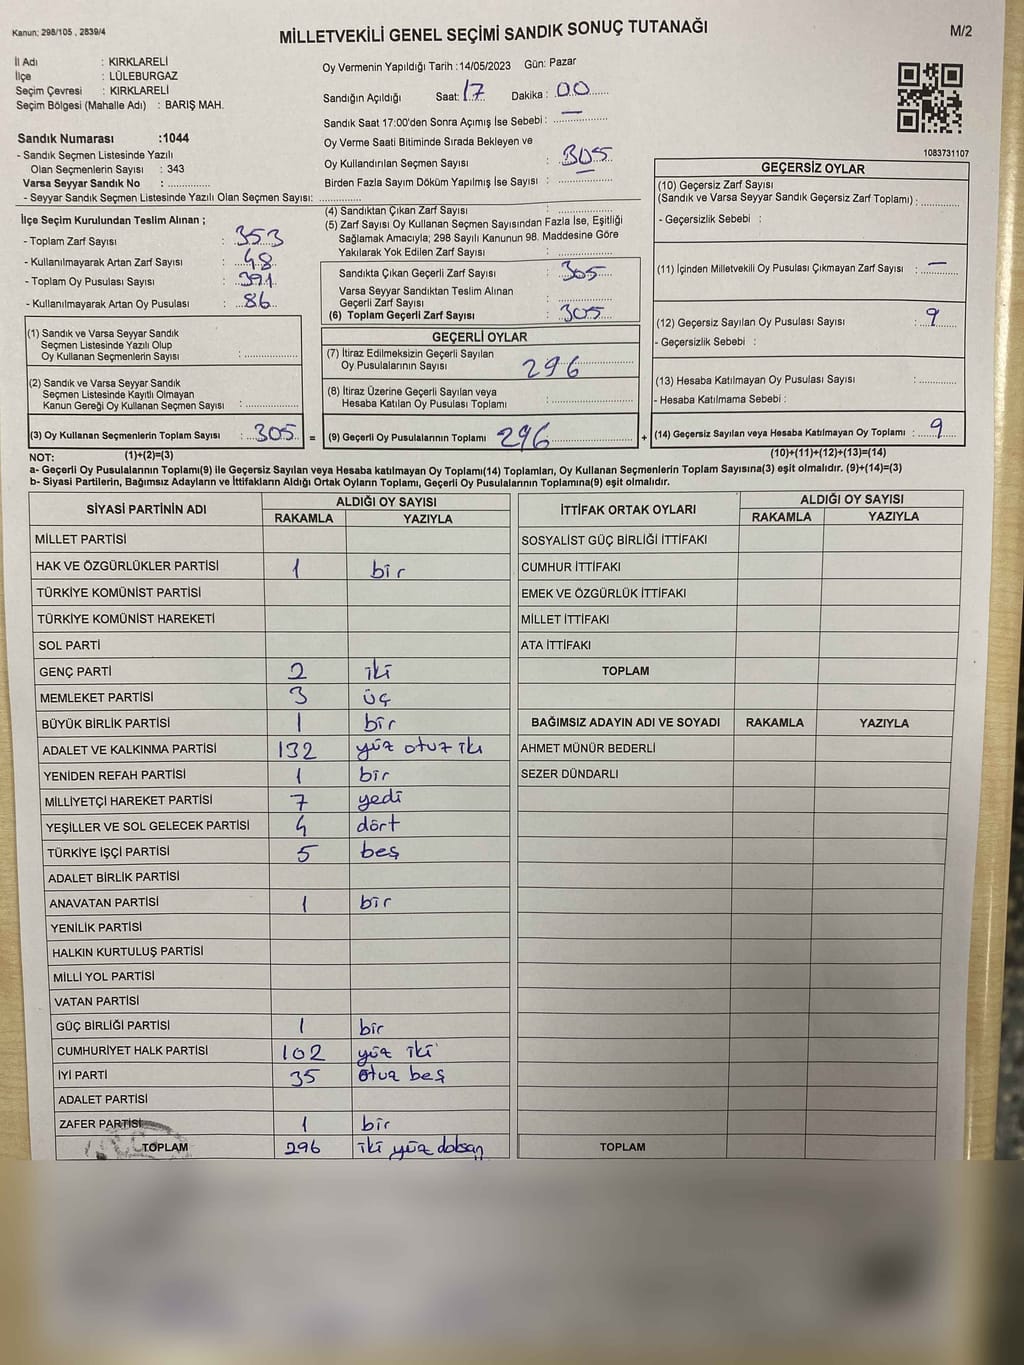 Kanun; 298/105, 2839/4
MİLLETVEKİLİ GENEL SEÇİMİ SANDIK SONUÇ TUTANAĞI
M/2
İl Adı : KIRKLARELİ
İlçe : LÜLEBURGAZ
Seçim Çevresi : KIRKLARELİ
Seçim Bölgesi (Mahalle Adı) : BARIŞ MAH.
Sandık Numarası :1044
- Sandık Seçmen Listesinde Yazılı
Olan Seçmenlerin Sayısı : 343
Varsa Seyyar Sandık No : ............
- Seyyar Sandık Seçmen Listesinde Yazılı Olan Seçmen Sayısı: ............
Oy Vermenin Yapıldığı Tarih :14/05/2023 Gün: Pazar
Sandığın Açıldığı Saat: 17 Dakika : 00
Sandık Saat 17:00'den Sonra Açımış İse Sebebi : —
Oy Verme Saati Bitiminde Sırada Bekleyen ve
Oy Kullandırılan Seçmen Sayısı : 305
Birden Fazla Sayım Döküm Yapılmış İse Sayısı : —
1083731107
İlçe Seçim Kurulundan Teslim Alınan ;
- Toplam Zarf Sayısı : 353
- Kullanılmayarak Artan Zarf Sayısı : 48
- Toplam Oy Pusulası Sayısı : 391
- Kullanılmayarak Artan Oy Pusulası : 86
(1) Sandık ve Varsa Seyyar Sandık
Seçmen Listesinde Yazılı Olup
Oy Kullanan Seçmenlerin Sayısı : ............
(2) Sandık ve Varsa Seyyar Sandık
Seçmen Listesinde Kayıtlı Olmayan
Kanun Gereği Oy Kullanan Seçmen Sayısı : ............
(3) Oy Kullanan Seçmenlerin Toplam Sayısı : 305 =
(4) Sandıktan Çıkan Zarf Sayısı : ............
(5) Zarf Sayısı Oy Kullanan Seçmen Sayısından Fazla İse, Eşitliği
Sağlamak Amacıyla; 298 Sayılı Kanunun 98. Maddesine Göre
Yakılarak Yok Edilen Zarf Sayısı : ............
Sandıkta Çıkan Geçerli Zarf Sayısı : 305
Varsa Seyyar Sandıktan Teslim Alınan
Geçerli Zarf Sayısı : ............
(6) Toplam Geçerli Zarf Sayısı : 305
GEÇERLİ OYLAR
(7) İtiraz Edilmeksizin Geçerli Sayılan
Oy Pusulalarının Sayısı : 296
(8) İtiraz Üzerine Geçerli Sayılan veya
Hesaba Katılan Oy Pusulası Toplamı : ............
(9) Geçerli Oy Pusulalarının Toplamı 296 +
GEÇERSİZ OYLAR
(10) Geçersiz Zarf Sayısı
(Sandık ve Varsa Seyyar Sandık Geçersiz Zarf Toplamı) : ............
- Geçersizlik Sebebi :
(11) İçinden Milletvekili Oy Pusulası Çıkmayan Zarf Sayısı : —
(12) Geçersiz Sayılan Oy Pusulası Sayısı : 9
- Geçersizlik Sebebi :
(13) Hesaba Katılmayan Oy Pusulası Sayısı : ............
- Hesaba Katılmama Sebebi :
(14) Geçersiz Sayılan veya Hesaba Katılmayan Oy Toplamı : 9
NOT: (1)+(2)=(3) (10)+(11)+(12)+(13)=(14)
a- Geçerli Oy Pusulalarının Toplamı(9) ile Geçersiz Sayılan veya Hesaba katılmayan Oy Toplamı(14) Toplamları, Oy Kullanan Seçmenlerin Toplam Sayısına(3) eşit olmalıdır. (9)+(14)=(3)
b- Siyasi Partilerin, Bağımsız Adayların ve İttifakların Aldığı Ortak Oyların Toplamı, Geçerli Oy Pusulalarının Toplamına(9) eşit olmalıdır.
SİYASİ PARTİNİN ADI ALDIĞI OY SAYISI
RAKAMLA YAZIYLA
MİLLET PARTİSİ
HAK VE ÖZGÜRLÜKLER PARTİSİ 1 bir
TÜRKİYE KOMÜNİST PARTİSİ
TÜRKİYE KOMÜNİST HAREKETİ
SOL PARTİ
GENÇ PARTİ 2 iki
MEMLEKET PARTİSİ 3 üç
BÜYÜK BİRLİK PARTİSİ 1 bir
ADALET VE KALKINMA PARTİSİ 132 yüz otuz iki
YENİDEN REFAH PARTİSİ 1 bir
MİLLİYETÇİ HAREKET PARTİSİ 7 yedi
YEŞİLLER VE SOL GELECEK PARTİSİ 4 dört
TÜRKİYE İŞÇİ PARTİSİ 5 beş
ADALET BİRLİK PARTİSİ
ANAVATAN PARTİSİ 1 bir
YENİLİK PARTİSİ
HALKIN KURTULUŞ PARTİSİ
MİLLİ YOL PARTİSİ
VATAN PARTİSİ
GÜÇ BİRLİĞİ PARTİSİ 1 bir
CUMHURİYET HALK PARTİSİ 102 yüz iki
İYİ PARTİ 35 otuz beş
ADALET PARTİSİ
ZAFER PARTİSİ 1 bir
TOPLAM 296 iki yüz doksan
İTTİFAK ORTAK OYLARI ALDIĞI OY SAYISI
RAKAMLA YAZIYLA
SOSYALİST GÜÇ BİRLİĞİ İTTİFAKI
CUMHUR İTTİFAKI
EMEK VE ÖZGÜRLÜK İTTİFAKI
MİLLET İTTİFAKI
ATA İTTİFAKI
TOPLAM
BAĞIMSIZ ADAYIN ADI VE SOYADI RAKAMLA YAZIYLA
AHMET MÜNÜR BEDERLİ
SEZER DÜNDARLI
TOPLAM